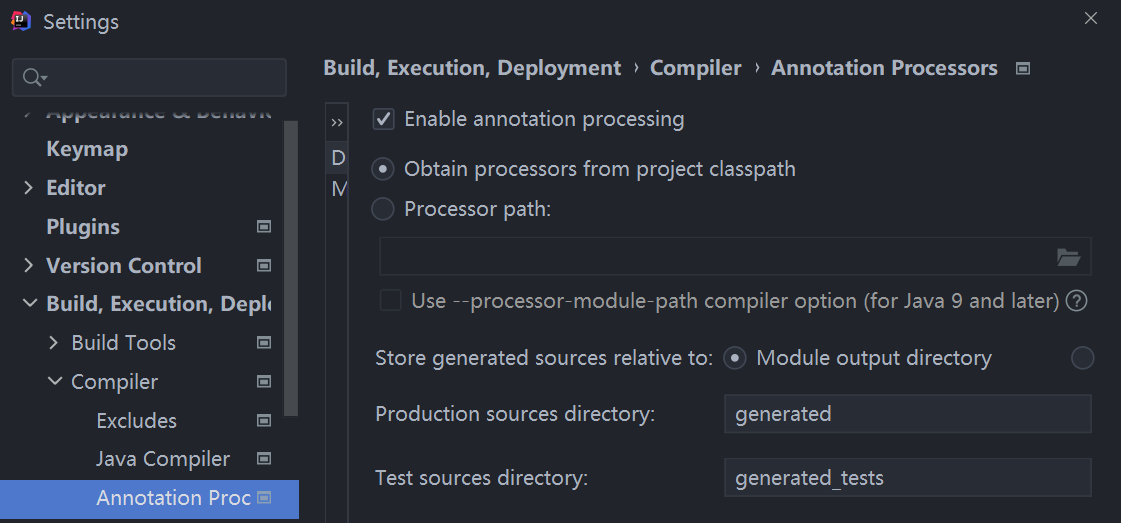 Settings
Build, Execution, Deployment › Compiler › Annotation Processors
Appearance & Behavi
Keymap
Editor
Plugins
Version Control
Build, Execution, Depl
Build Tools
Compiler
Excludes
Java Compiler
Annotation Proc
»
D
M
Enable annotation processing
Obtain processors from project classpath
Processor path:
Use --processor-module-path compiler option (for Java 9 and later) ?
Store generated sources relative to: Module output directory
Production sources directory: generated
Test sources directory: generated_tests